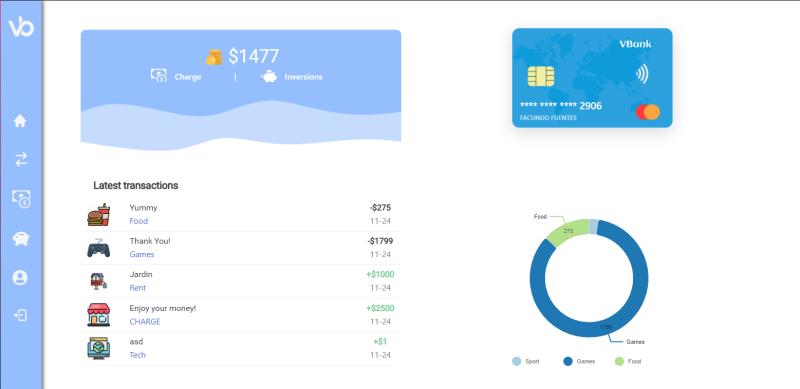 vb
$1477
Charge | Inversions
VBank
**** **** **** 2906
FACUNDO FUENTES
Latest transactions
Yummy -$275
Food 11-24
Thank You! -$1799
Games 11-24
Jardin +$1000
Rent 11-24
Enjoy your money! +$2500
CHARGE 11-24
asd +$1
Tech 11-24
Food
275
1799
Games
Sport Games Food